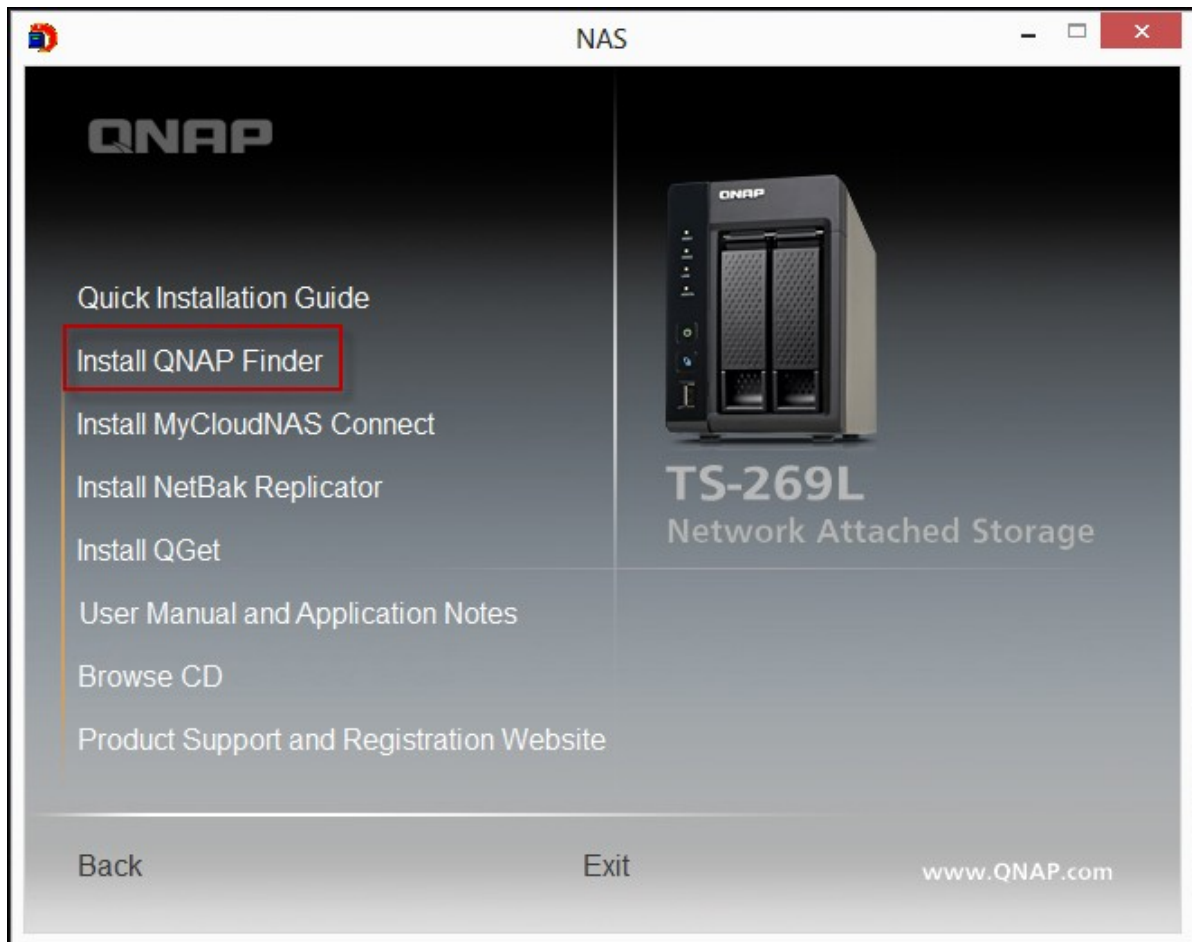 NAS
QNAP
QNAP
Quick Installation Guide
Install QNAP Finder
Install MyCloudNAS Connect
Install NetBak Replicator
Install QGet
User Manual and Application Notes
Browse CD
Product Support and Registration Website
TS-269L
Network Attached Storage
Back
Exit
www.QNAP.com